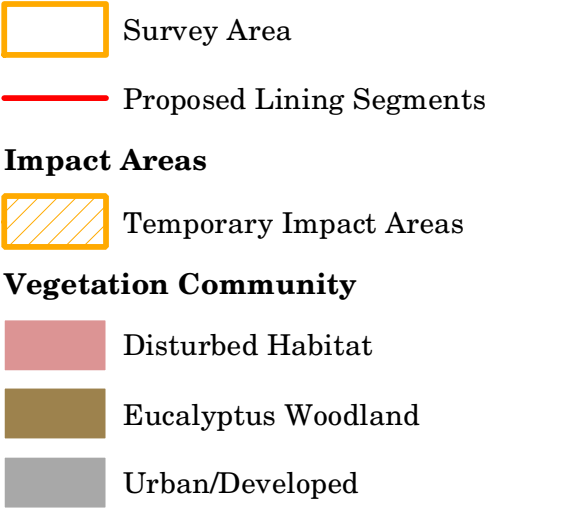 Survey Area
Proposed Lining Segments
Impact Areas
Temporary Impact Areas
Vegetation Community
Disturbed Habitat
Eucalyptus Woodland
Urban/Developed